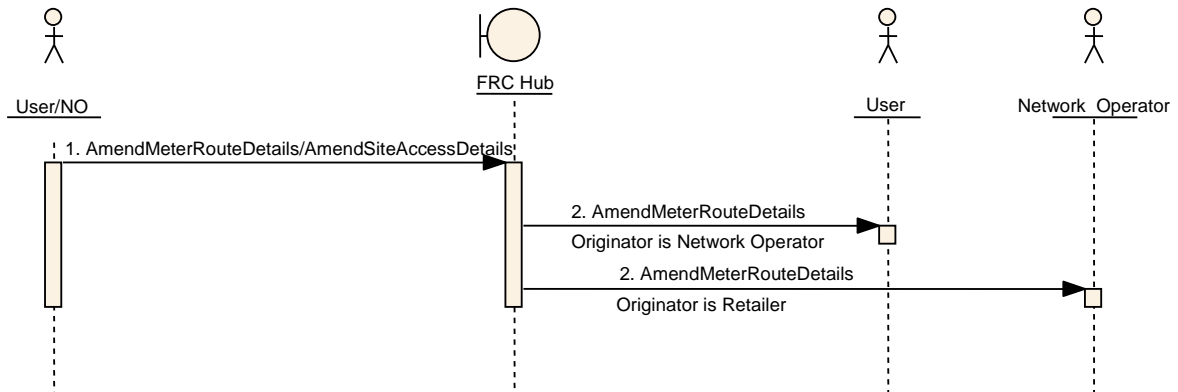 FRC Hub
User/NO
User
Network Operator
1. AmendMeterRouteDetails/AmendSiteAccessDetails
2. AmendMeterRouteDetails
Originator is Network Operator
2. AmendMeterRouteDetails
Originator is Retailer